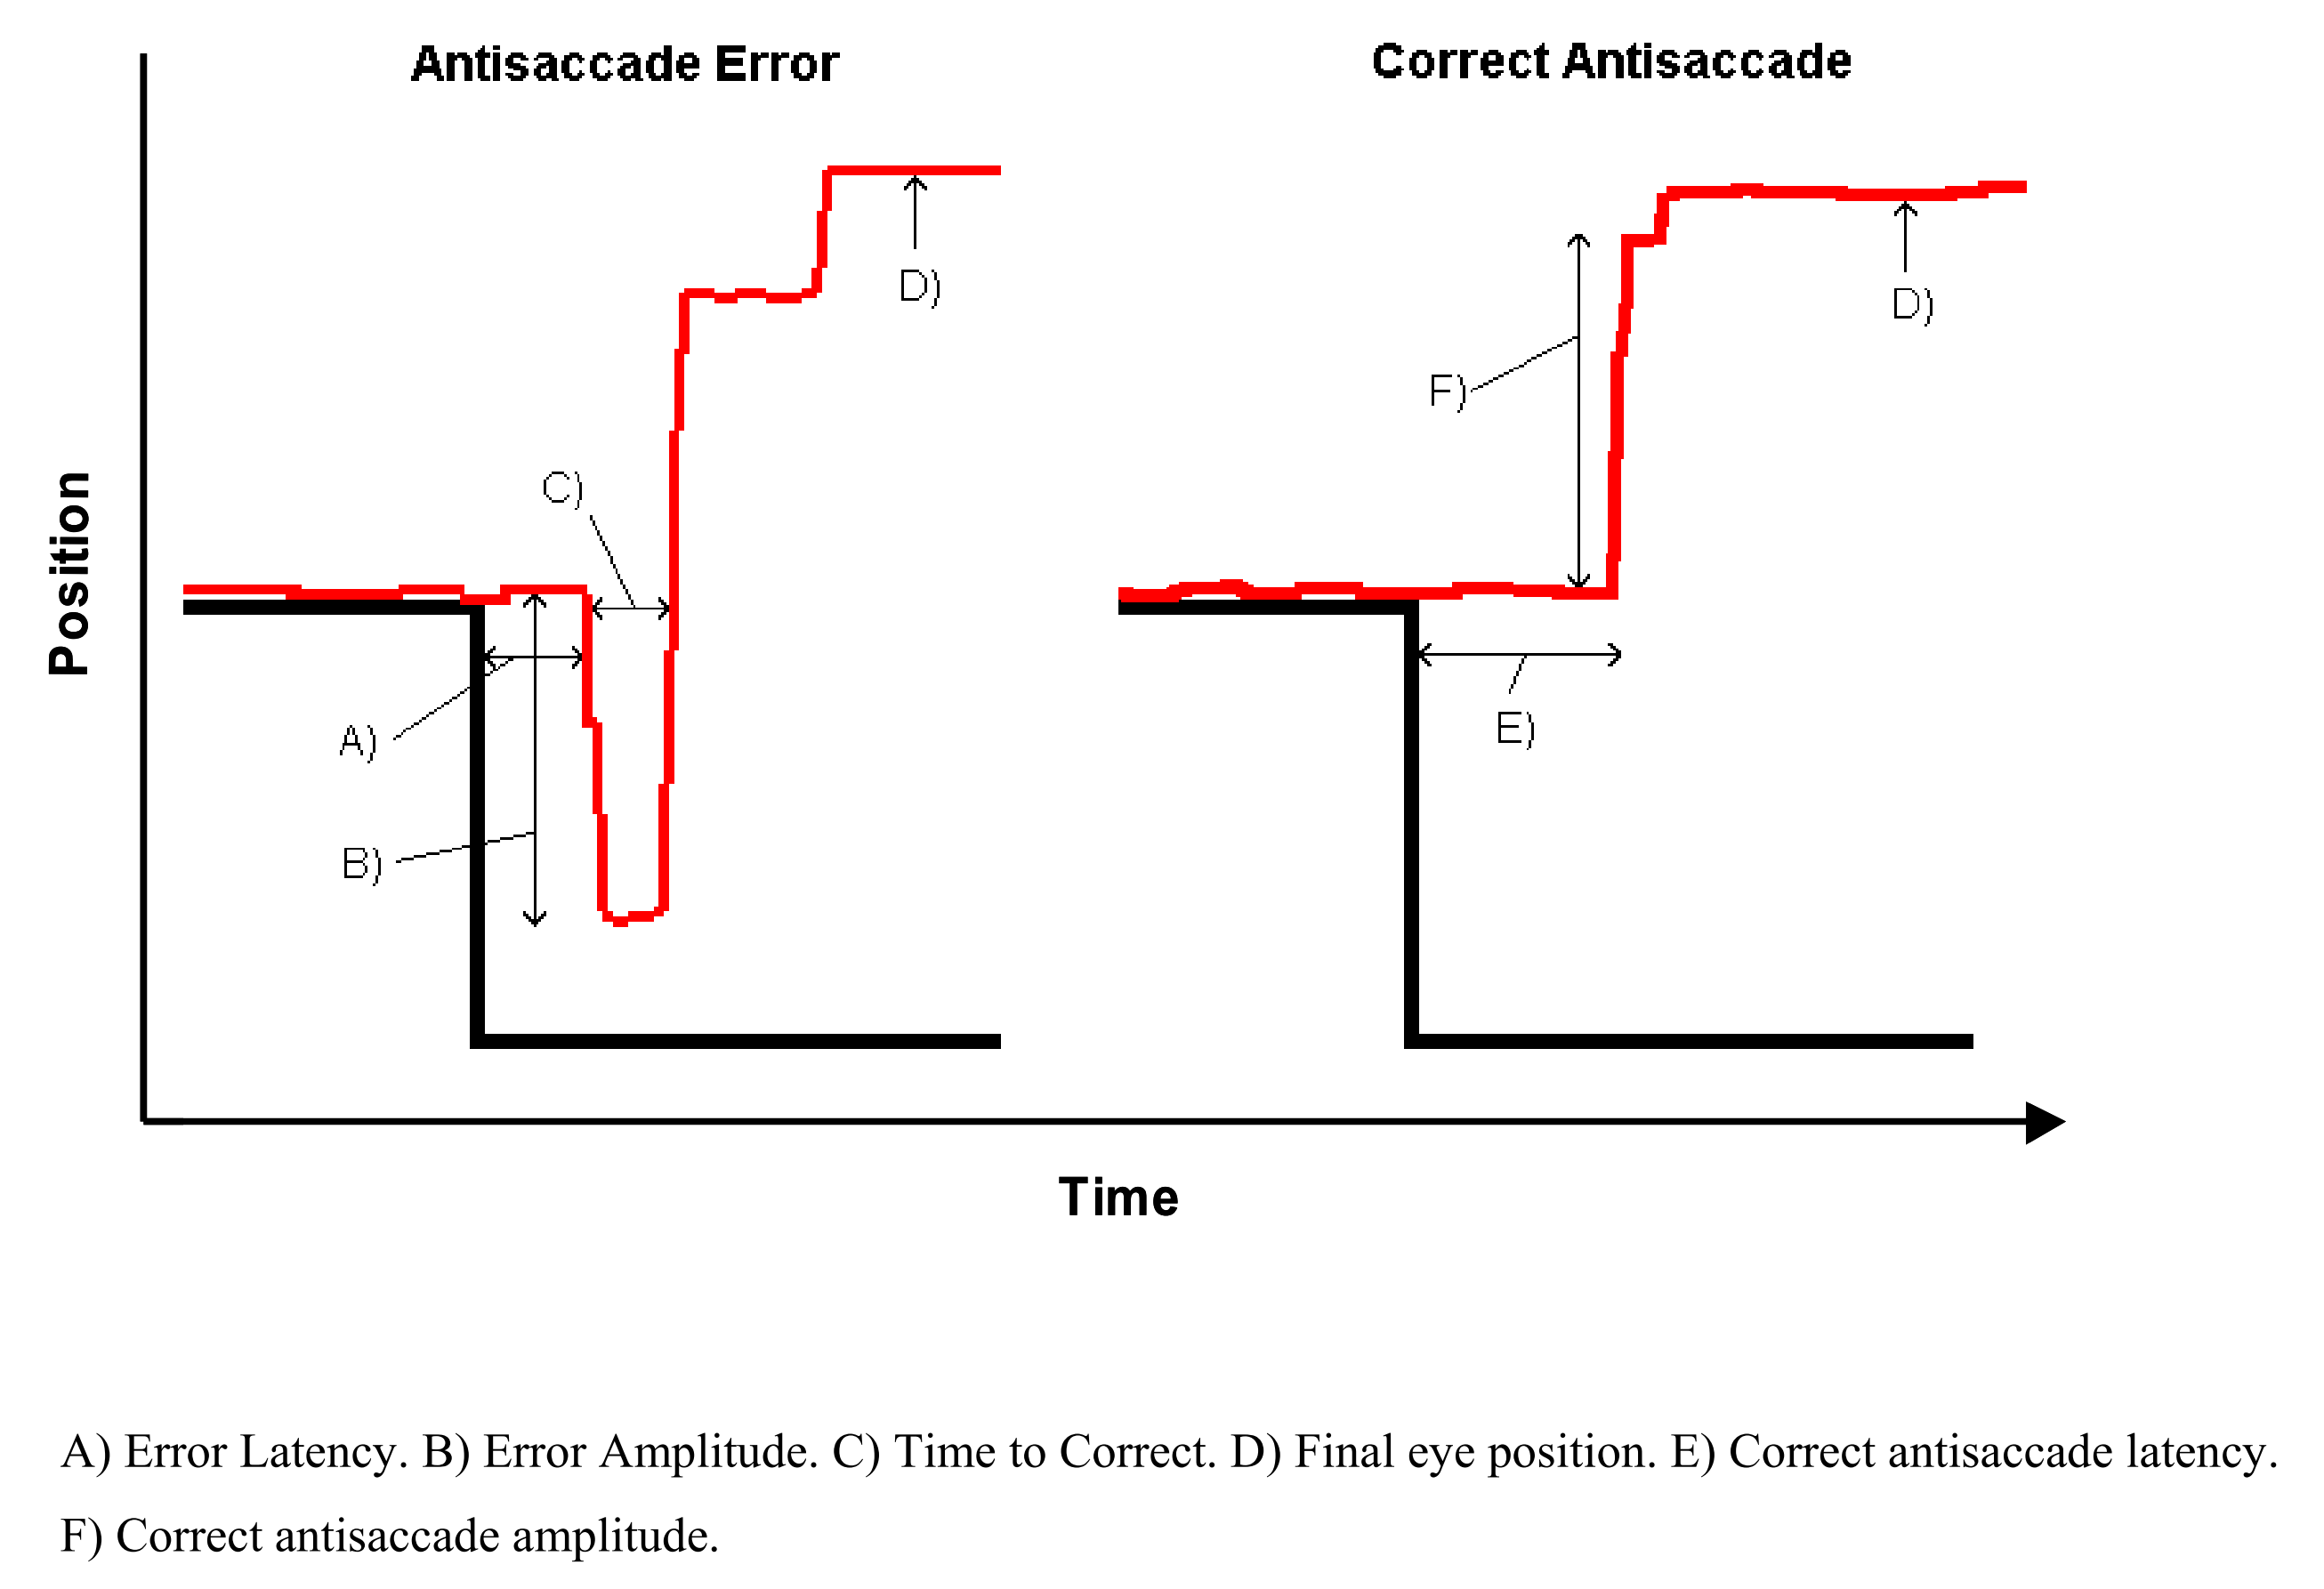 Antisaccade Error
Correct Antisaccade
D)
D)
F)
C)
Position
E)
A)
B)
Time
A) Error Latency. B) Error Amplitude. C) Time to Correct. D) Final eye position. E) Correct antisaccade latency.
F) Correct antisaccade amplitude.